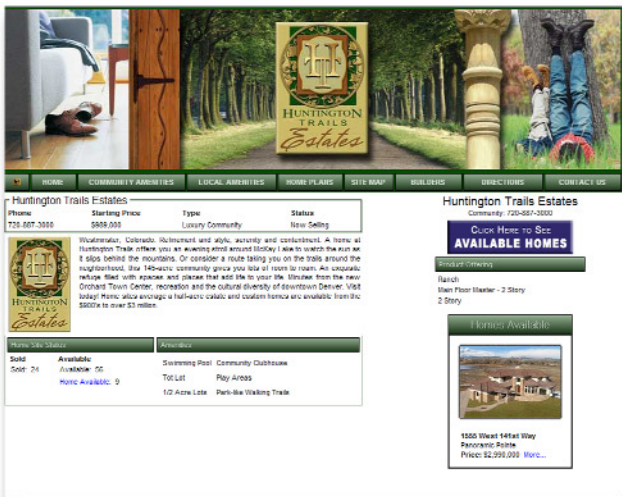 HT
HUNTINGTON
TRAILS
Estates
HOME
COMMUNITY AMENITIES
LOCAL AMENITIES
HOME PLANS
SITE MAP
BUILDERS
DIRECTIONS
CONTACT US
Huntington Trails Estates
Phone Starting Price Type Status
720-887-3000 $989,000 Luxury Community Now Selling
HT
HUNTINGTON
TRAILS
Estates
Westminster, Colorado. Refinement and style, serenity and contentment. A home at
Huntington Trails offers you an evening stroll around McKay Lake to watch the sun as
it slips behind the mountains. Or consider a route taking you on the trails around the
neighborhood, this 145-acre community gives you lots of room to roam. An exquisite
refuge filled with spaces and places that add life to your life. Minutes from the new
Orchard Town Center, recreation and the cultural diversity of downtown Denver. Visit
today! Home sites average a half-acre estate and custom homes are available from the
$900's to over $3 million.
Home Site Status
Sold Available
Sold: 24 Available: 56
Home Available: 9
Amenities
Swimming Pool Community Clubhouse
Tot Lot Play Areas
1/2 Acre Lots Park-like Walking Trails
Huntington Trails Estates
Community: 720-887-3000
CLICK HERE TO SEE
AVAILABLE HOMES
Product Offering
Ranch
Main Floor Master - 2 Story
2 Story
Homes Available
West 141st Way
Panoramic Pointe
Price: $2,990,000 More...